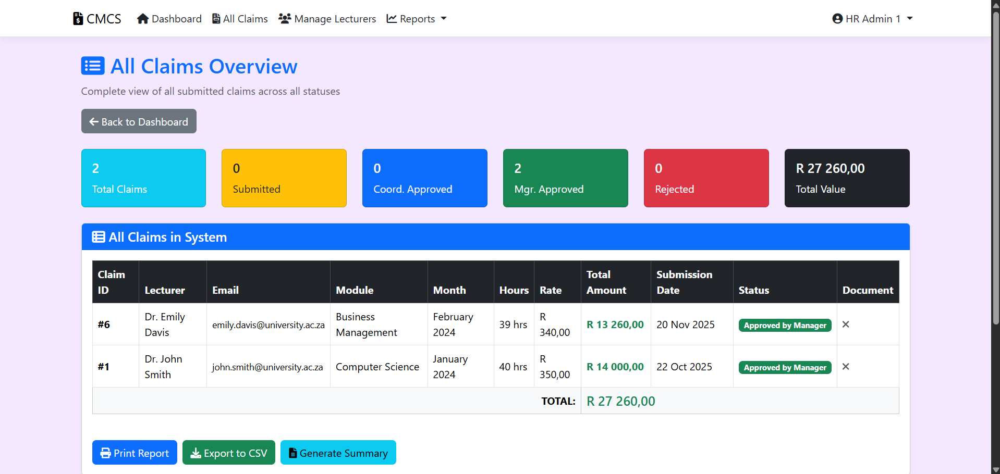 CMCS Dashboard All Claims Manage Lecturers Reports HR Admin 1
All Claims Overview
Complete view of all submitted claims across all statuses
Back to Dashboard
2
Total Claims
0
Submitted
0
Coord. Approved
2
Mgr. Approved
0
Rejected
R 27 260,00
Total Value
All Claims in System
Claim ID Lecturer Email Module Month Hours Rate Total Amount Submission Date Status Document
#6 Dr. Emily Davis emily.davis@university.ac.za Business Management February 2024 39 hrs R 340,00 R 13 260,00 20 Nov 2025 Approved by Manager
#1 Dr. John Smith john.smith@university.ac.za Computer Science January 2024 40 hrs R 350,00 R 14 000,00 22 Oct 2025 Approved by Manager
TOTAL: R 27 260,00
Print Report Export to CSV Generate Summary